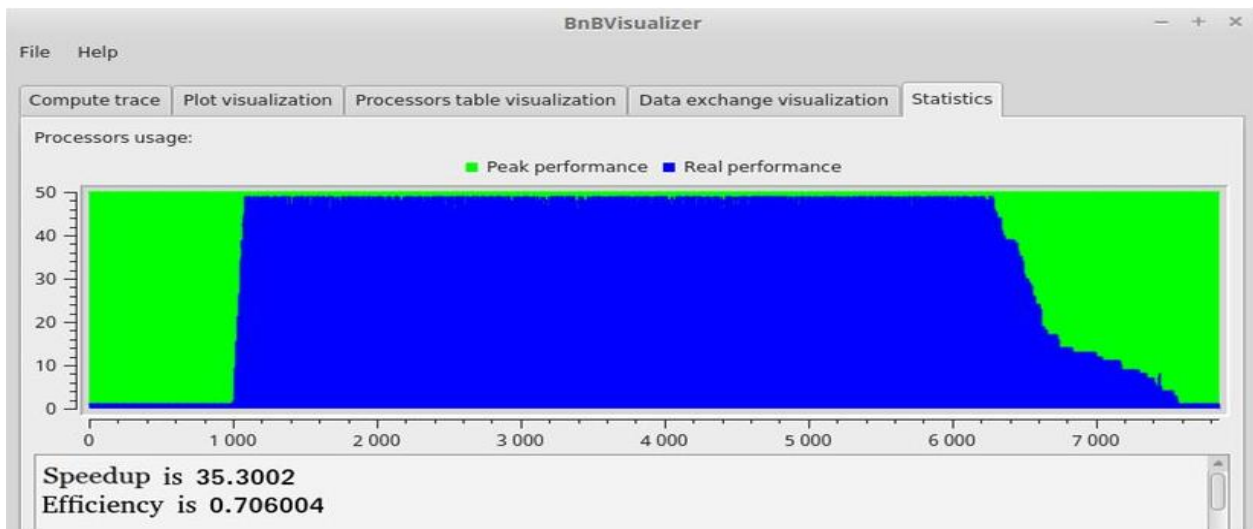 BnBVisualizer
File Help
Compute trace Plot visualization Processors table visualization Data exchange visualization Statistics
Processors usage:
Peak performance Real performance
50
40
30
20
10
0
0 1 000 2 000 3 000 4 000 5 000 6 000 7 000
Speedup is 35.3002
Efficiency is 0.706004